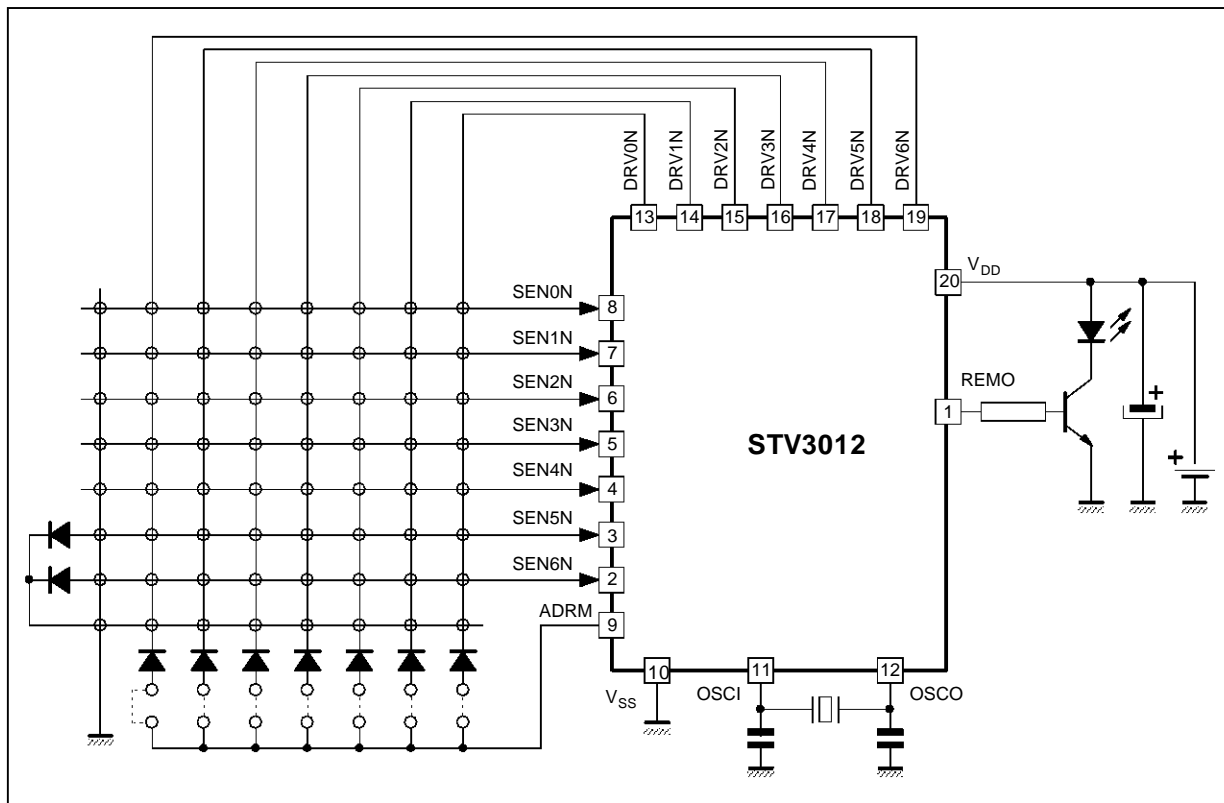 DRV0N
DRV1N
DRV2N
DRV3N
DRV4N
DRV5N
DRV6N
13
14
15
16
17
18
19
SEN0N
8
SEN1N
7
SEN2N
6
SEN3N
5
SEN4N
4
SEN5N
3
SEN6N
2
ADRM
9
STV3012
20
VDD
REMO
1
+
+
VSS
10
OSCI
11
12
OSCO